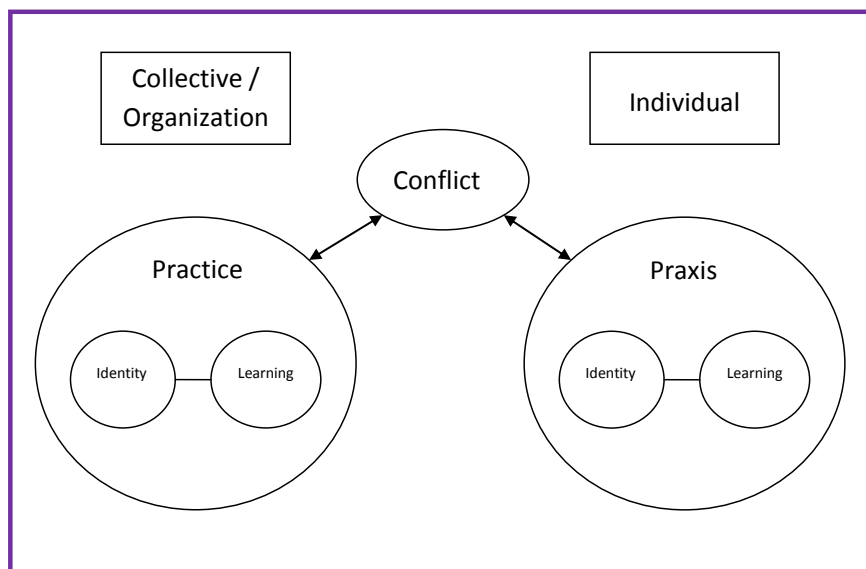 Collective /
Organization
Individual
Conflict
Practice
Praxis
Identity
Learning
Identity
Learning